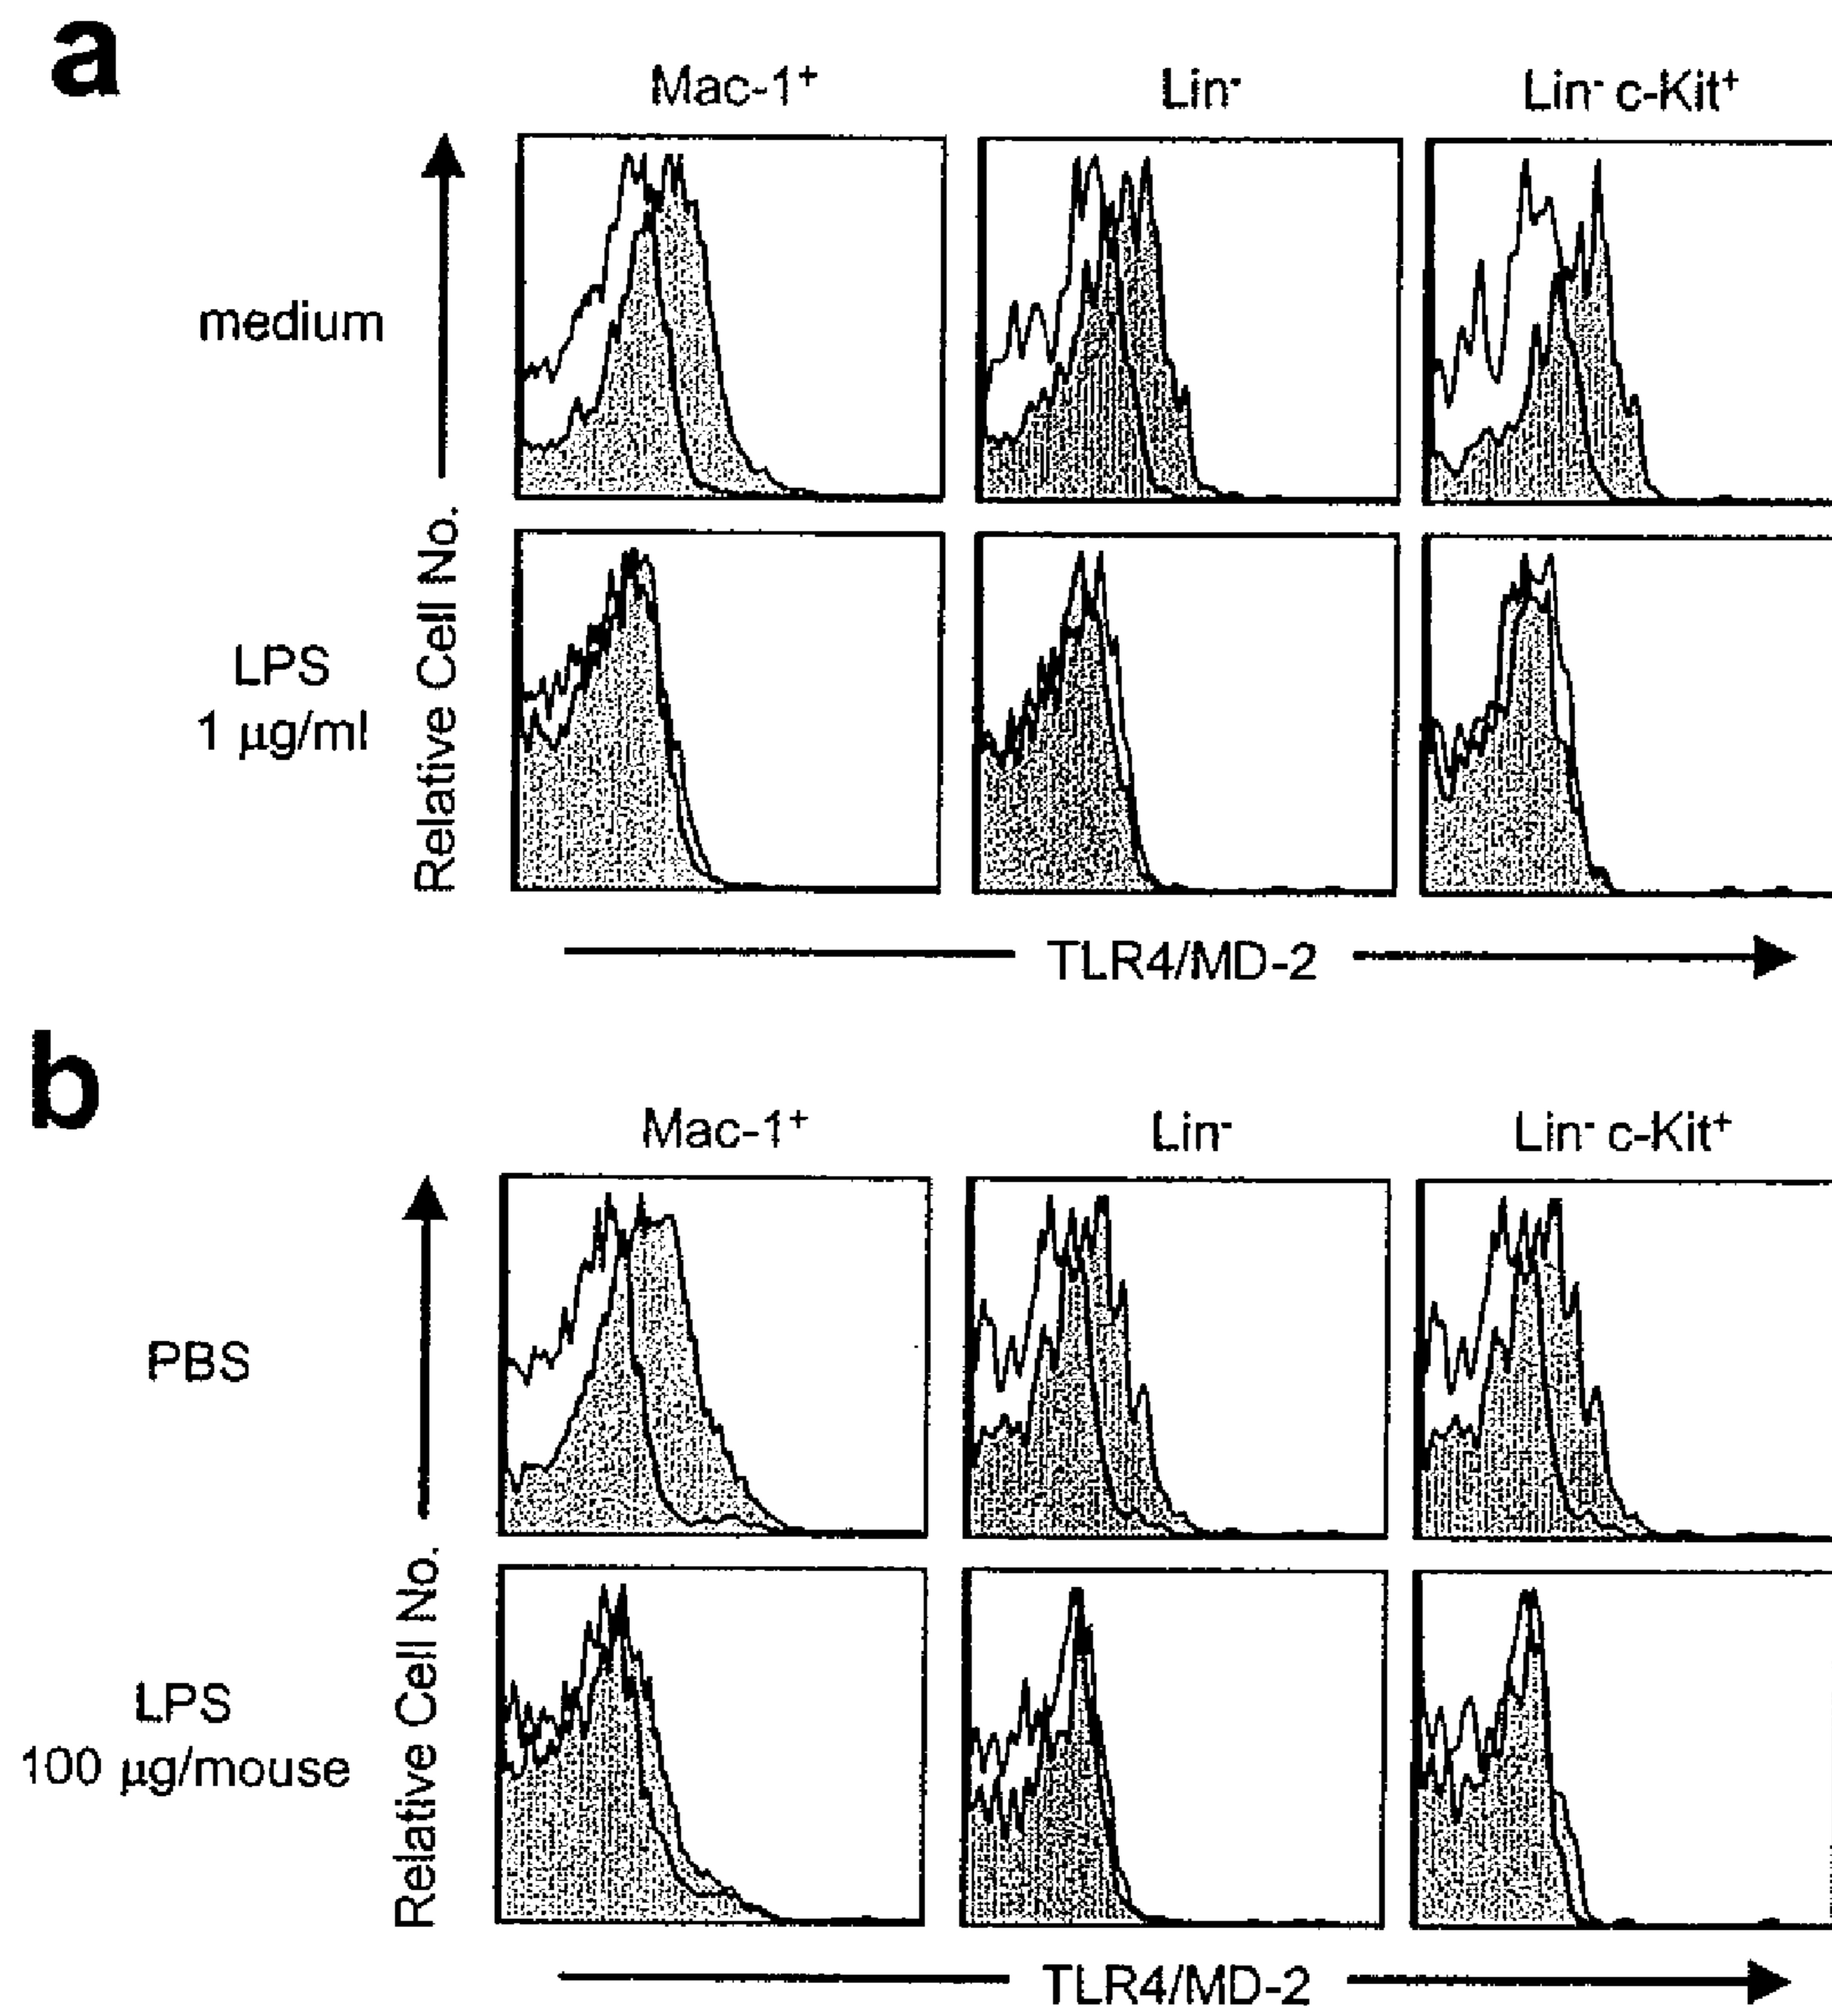 a
Mac-1⁺ Lin⁻ Lin⁻ c-Kit⁺
medium
LPS
1 µg/ml
Relative Cell No.
TLR4/MD-2
b
Mac-1⁺ Lin⁻ Lin⁻ c-Kit⁺
PBS
LPS
100 µg/mouse
Relative Cell No.
TLR4/MD-2